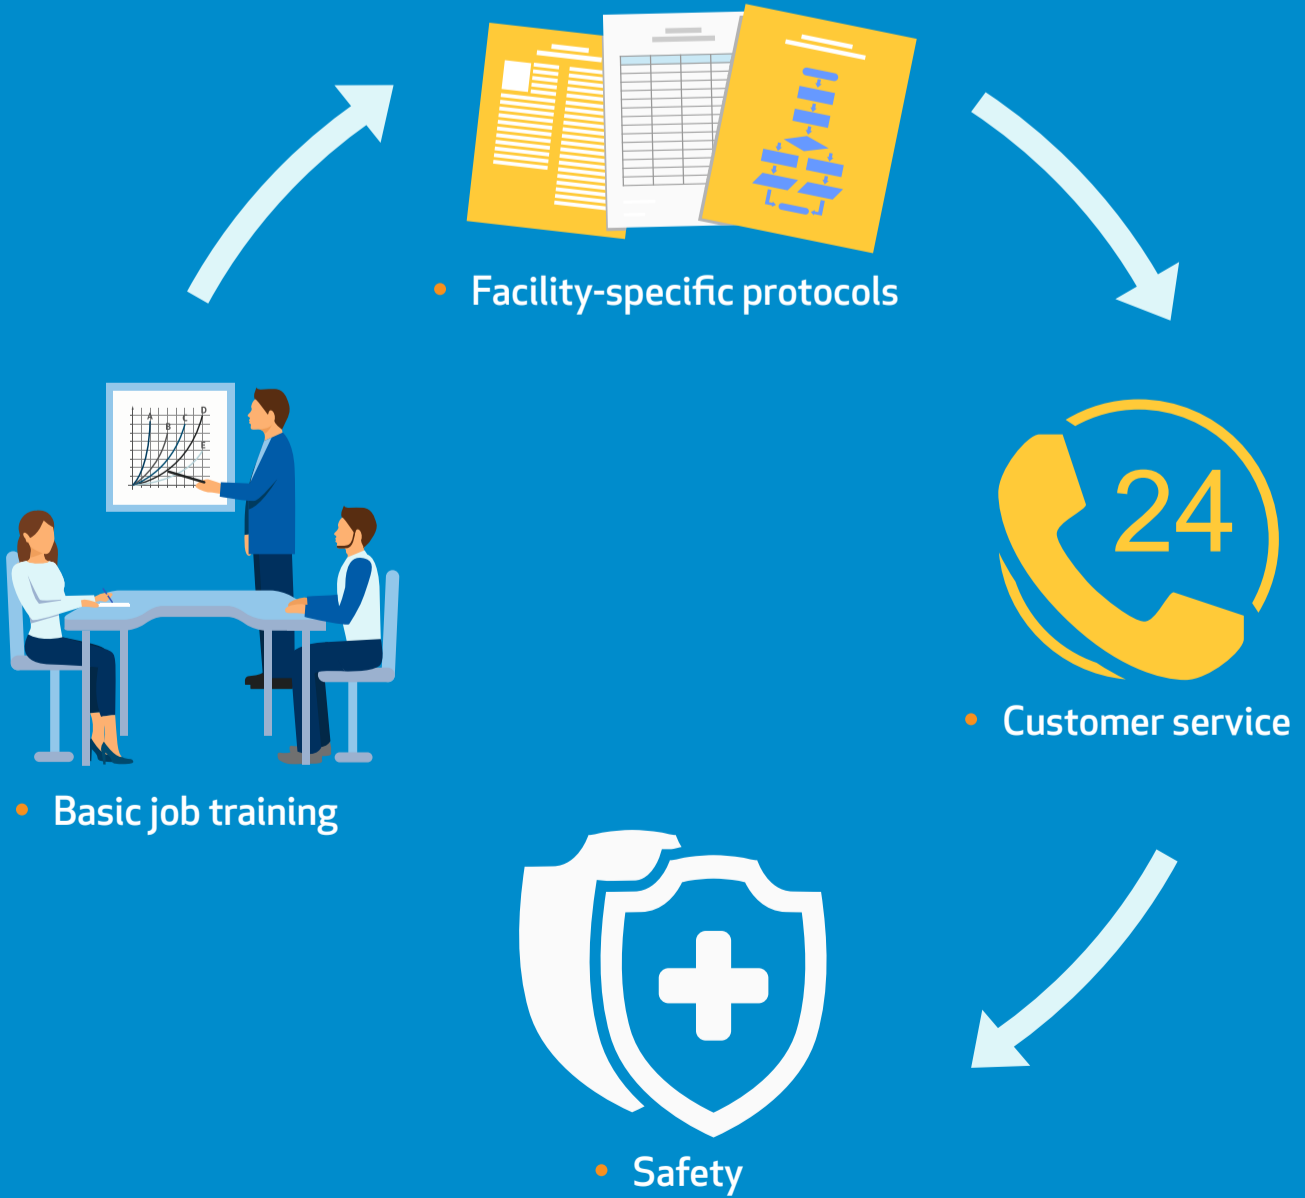 • Facility-specific protocols
A
B
C
D
E
24
• Customer service
• Basic job training
• Safety